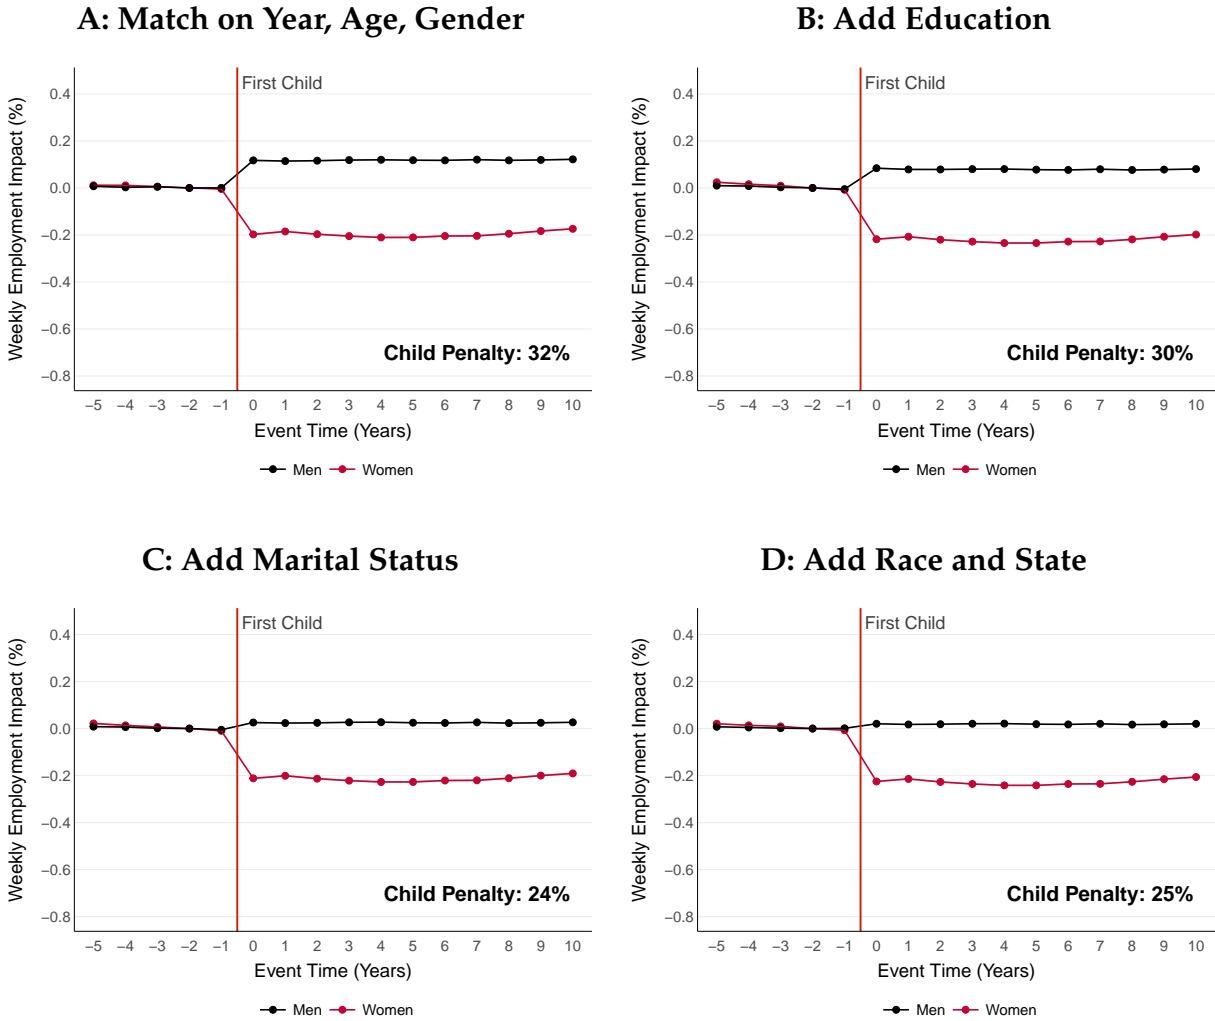 A: Match on Year, Age, Gender
Weekly Employment Impact (%)
0.4
0.2
0.0
−0.2
−0.4
−0.6
−0.8
First Child
Child Penalty: 32%
−5 −4 −3 −2 −1 0 1 2 3 4 5 6 7 8 9 10
Event Time (Years)
Men Women
B: Add Education
Weekly Employment Impact (%)
0.4
0.2
0.0
−0.2
−0.4
−0.6
−0.8
First Child
Child Penalty: 30%
−5 −4 −3 −2 −1 0 1 2 3 4 5 6 7 8 9 10
Event Time (Years)
Men Women
C: Add Marital Status
Weekly Employment Impact (%)
0.4
0.2
0.0
−0.2
−0.4
−0.6
−0.8
First Child
Child Penalty: 24%
−5 −4 −3 −2 −1 0 1 2 3 4 5 6 7 8 9 10
Event Time (Years)
Men Women
D: Add Race and State
Weekly Employment Impact (%)
0.4
0.2
0.0
−0.2
−0.4
−0.6
−0.8
First Child
Child Penalty: 25%
−5 −4 −3 −2 −1 0 1 2 3 4 5 6 7 8 9 10
Event Time (Years)
Men Women